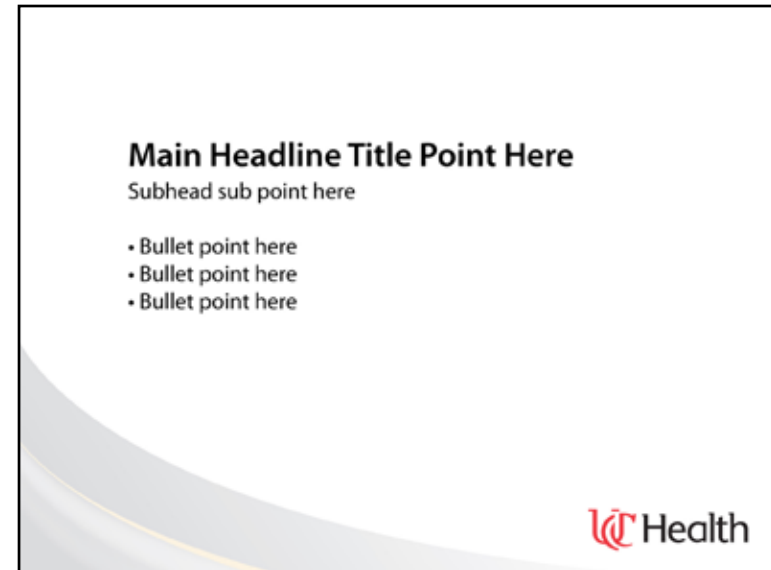 Main Headline Title Point Here
Subhead sub point here
• Bullet point here
• Bullet point here
• Bullet point here
UC Health